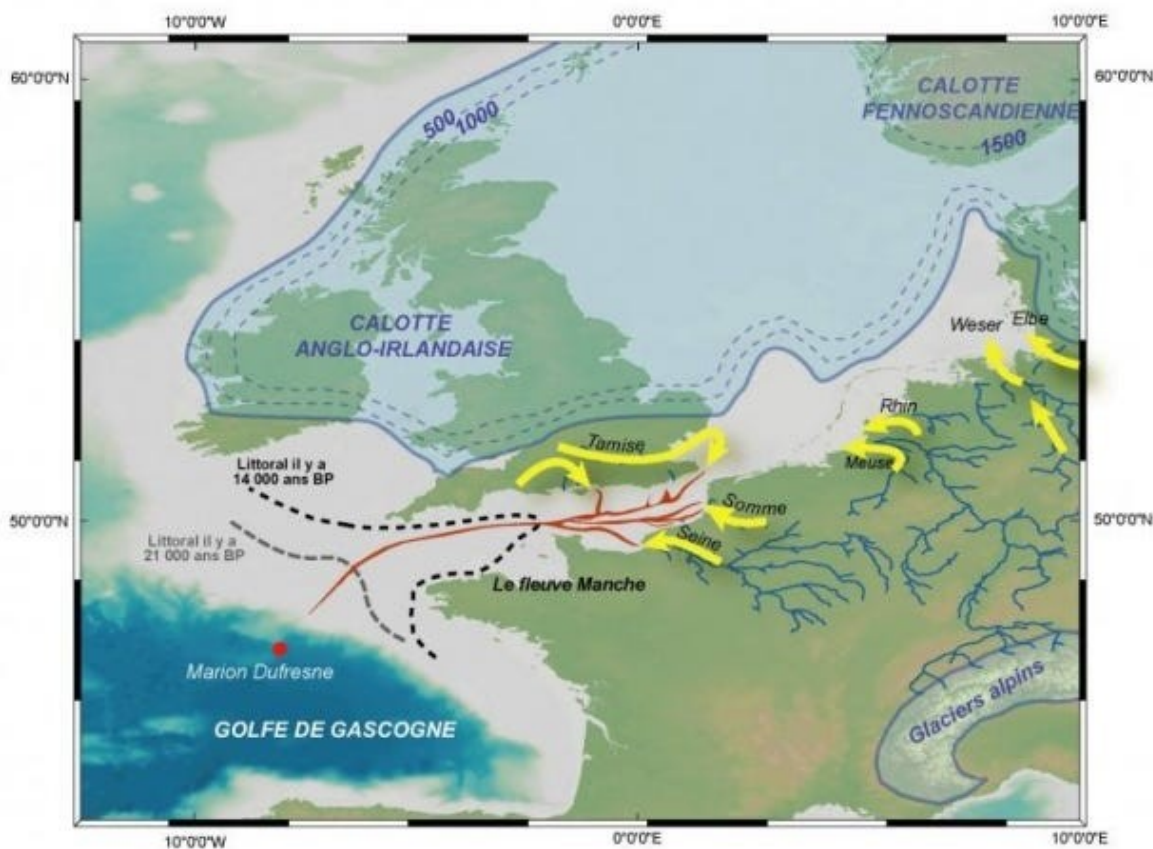 10°0'0"W
0°0'0"E
10°0'0"E
60°0'0"N
60°0'0"N
CALOTTE
FENNOSCANDIENNE
1500
500
1000
CALOTTE
ANGLO-IRLANDAISE
Weser
Elbe
Rhin
Meuse
Tamise
Littoral il y a
14 000 ans BP
50°0'0"N
50°0'0"N
Somme
Littoral il y a
21 000 ans BP
Seine
Le fleuve Manche
Marion Dufresne
Glaciers alpins
GOLFE DE GASCOGNE
10°0'0"W
0°0'0"E
10°0'0"E